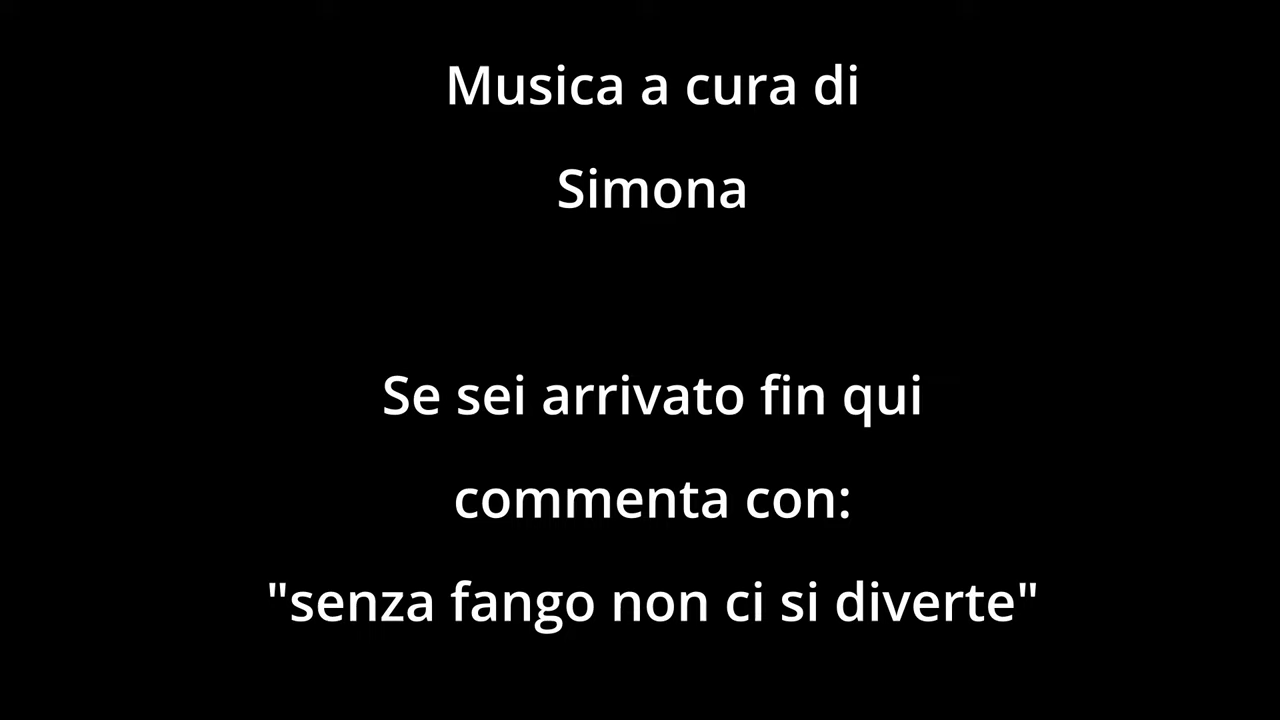 Musica a cura di
Simona
Se sei arrivato fin qui
commenta con:
"senza fango non ci si diverte"